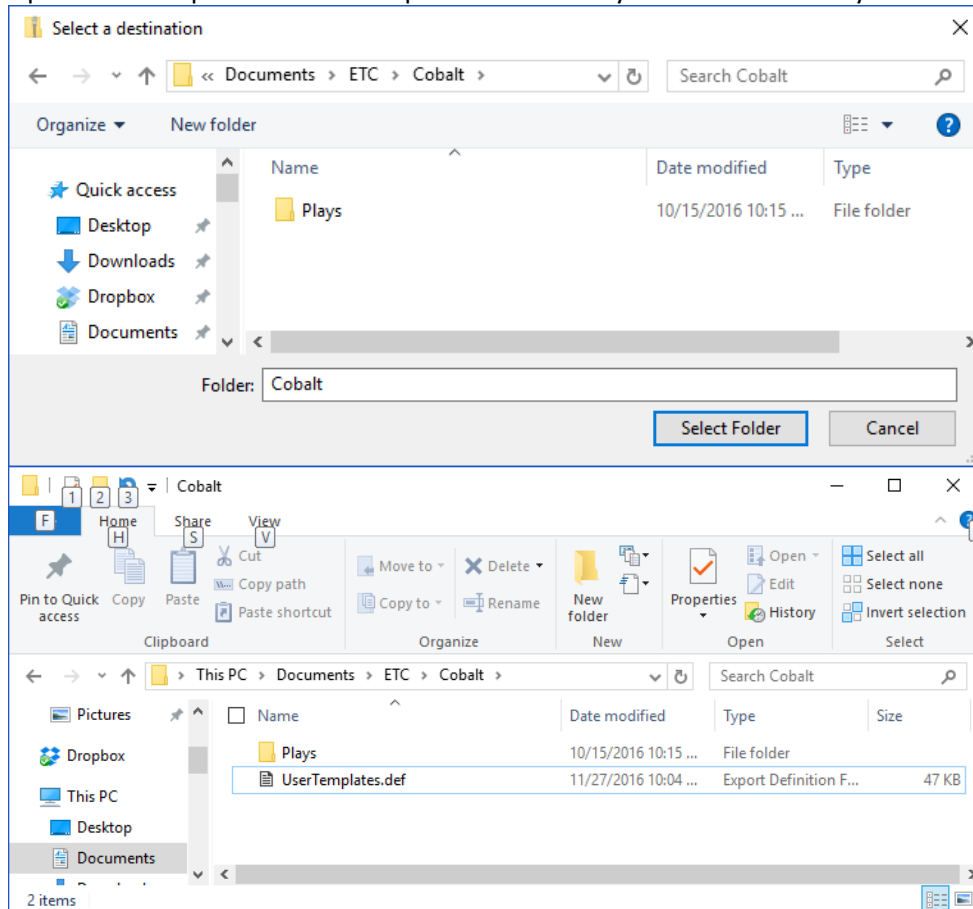 Select a destination
« Documents > ETC > Cobalt >
Search Cobalt
Organize
New folder
?
Name
Date modified
Type
Quick access
Plays
10/15/2016 10:15 ...
File folder
Desktop
Downloads
Dropbox
Documents
Folder:
Cobalt
Select Folder
Cancel
1 2 3
Cobalt
F
Home
Share
View
H
S
V
Pin to Quick access
Copy
Paste
Cut
Copy path
Paste shortcut
Move to
Copy to
Delete
Rename
New folder
Properties
Open
Edit
History
Select all
Select none
Invert selection
Clipboard
Organize
New
Open
Select
> This PC > Documents > ETC > Cobalt >
Search Cobalt
Pictures
Name
Date modified
Type
Size
Dropbox
Plays
10/15/2016 10:15 ...
File folder
UserTemplates.def
11/27/2016 10:04 ...
Export Definition F...
47 KB
This PC
Desktop
Documents
2 items